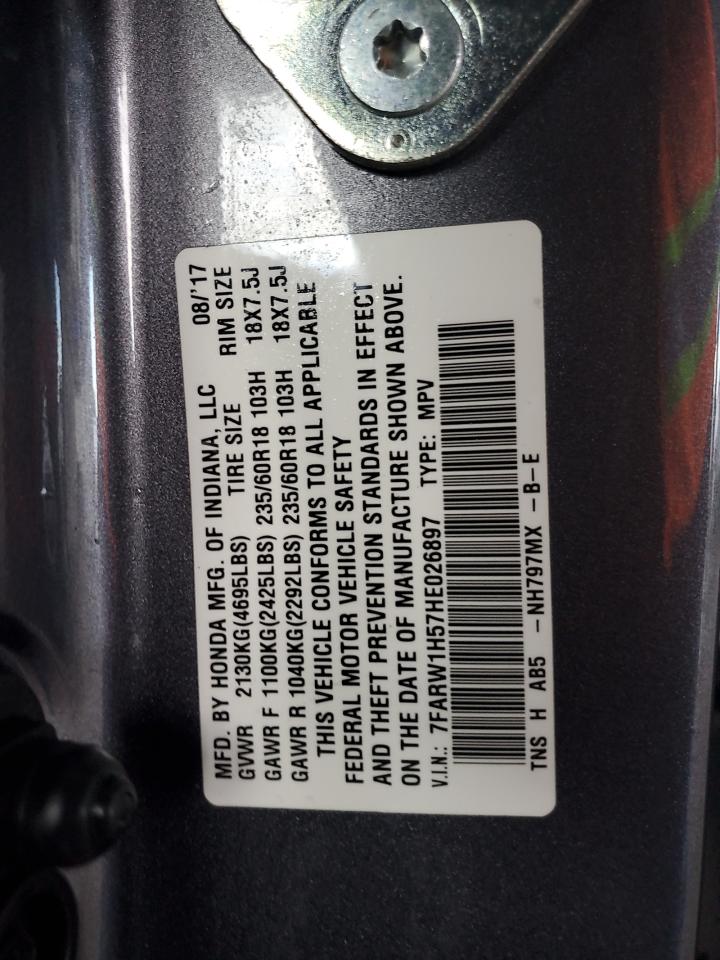 MFD. BY HONDA MFG. OF INDIANA, LLC 08/'17
GVWR 2130KG(4695LBS) TIRE SIZE RIM SIZE
GAWR F 1100KG(2425LBS) 235/60R18 103H 18X7.5J
GAWR R 1040KG(2292LBS) 235/60R18 103H 18X7.5J
THIS VEHICLE CONFORMS TO ALL APPLICABLE
FEDERAL MOTOR VEHICLE SAFETY
AND THEFT PREVENTION STANDARDS IN EFFECT
ON THE DATE OF MANUFACTURE SHOWN ABOVE.
V.I.N.: 7FARW1H57HE026897 TYPE: MPV
TNS H AB5 -NH797MX -B-E